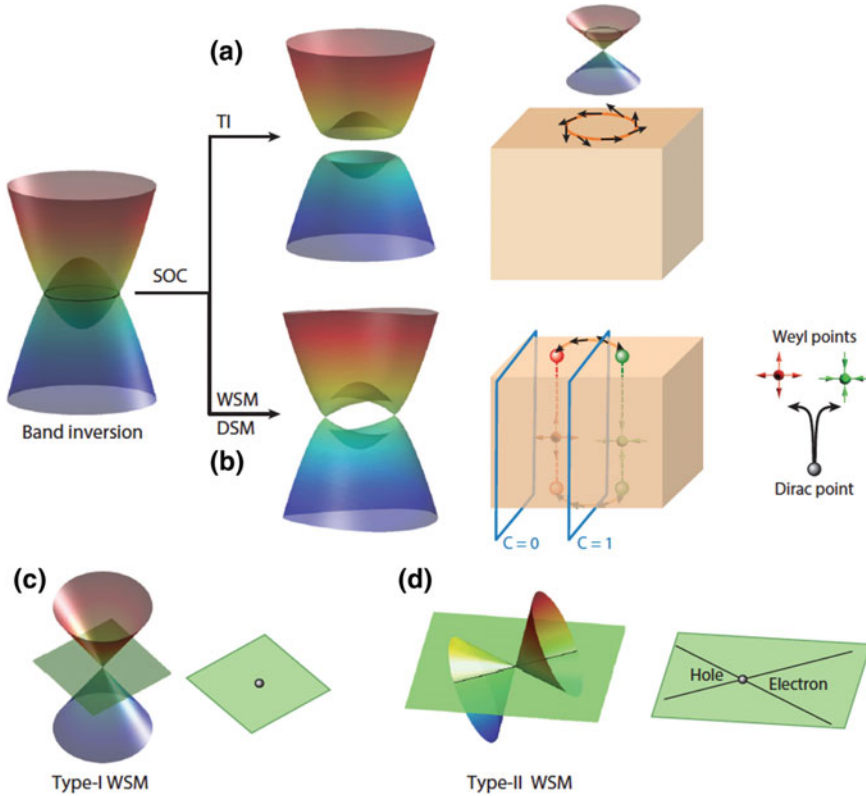 (a)
TI
SOC
WSM
DSM
Band inversion
(b)
Weyl points
Dirac point
C = 0
C = 1
(c)
Type-I WSM
(d)
Hole
Electron
Type-II WSM